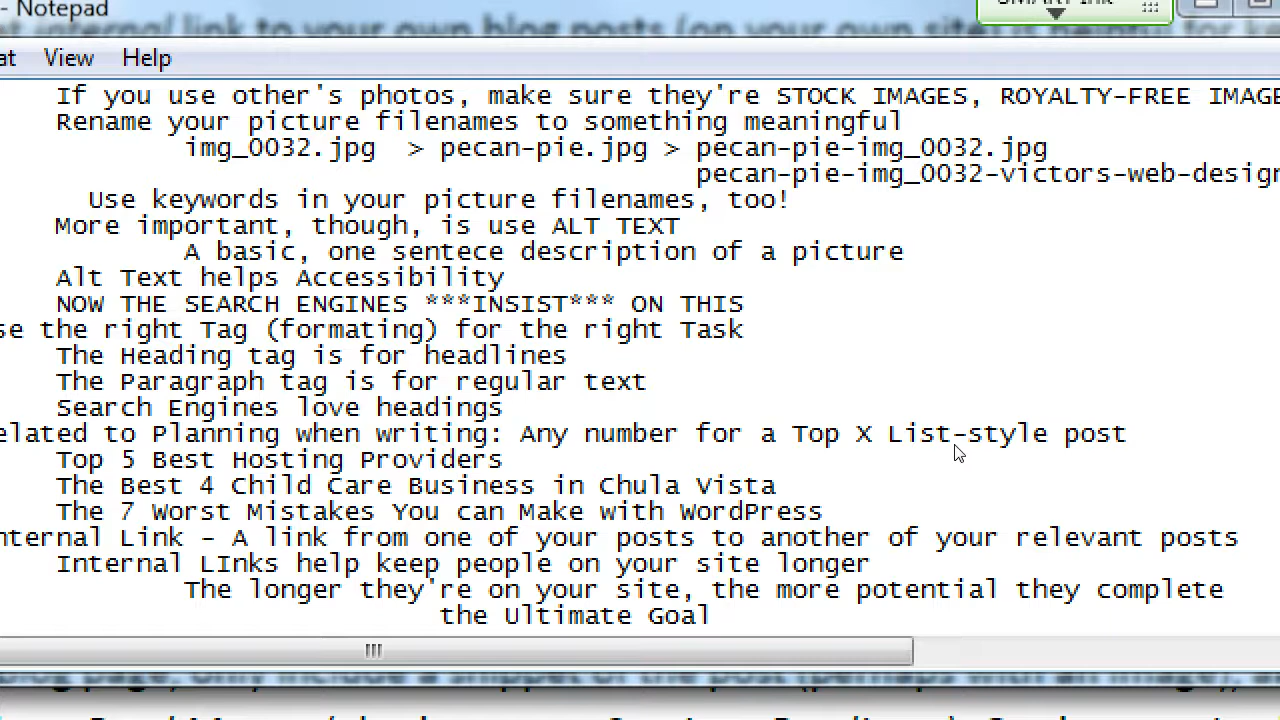 - Notepad
View Help
If you use other's photos, make sure they're STOCK IMAGES, ROYALTY-FREE IMAGE
Rename your picture filenames to something meaningful
img_0032.jpg > pecan-pie.jpg > pecan-pie-img_0032.jpg
pecan-pie-img_0032-victors-web-design
Use keywords in your picture filenames, too!
More important, though, is use ALT TEXT
A basic, one sentece description of a picture
Alt Text helps Accessibility
NOW THE SEARCH ENGINES ***INSIST*** ON THIS
se the right Tag (formating) for the right Task
The Heading tag is for headlines
The Paragraph tag is for regular text
Search Engines love headings
elated to Planning when writing: Any number for a Top X List-style post
Top 5 Best Hosting Providers
The Best 4 Child Care Business in Chula Vista
The 7 Worst Mistakes You can Make with WordPress
nternal Link - A link from one of your posts to another of your relevant posts
Internal LInks help keep people on your site longer
The longer they're on your site, the more potential they complete
the Ultimate Goal